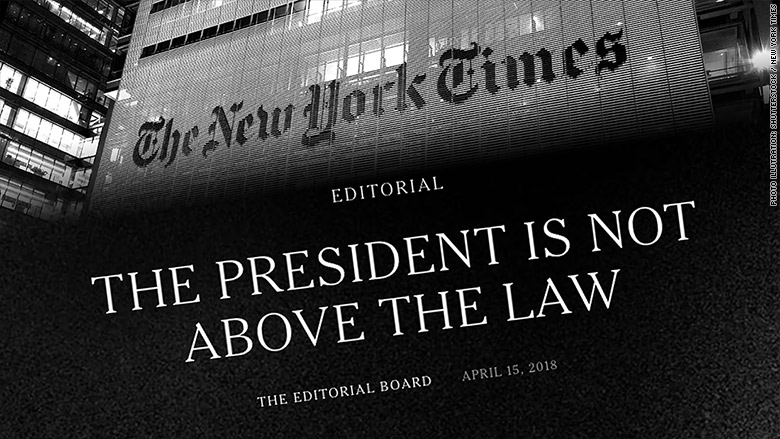 The New York Times
EDITORIAL
THE PRESIDENT IS NOT
ABOVE THE LAW
THE EDITORIAL BOARD APRIL 15, 2018
PHOTO ILLUSTRATION: SHUTTERSTOCK / NEW YORK TIMES